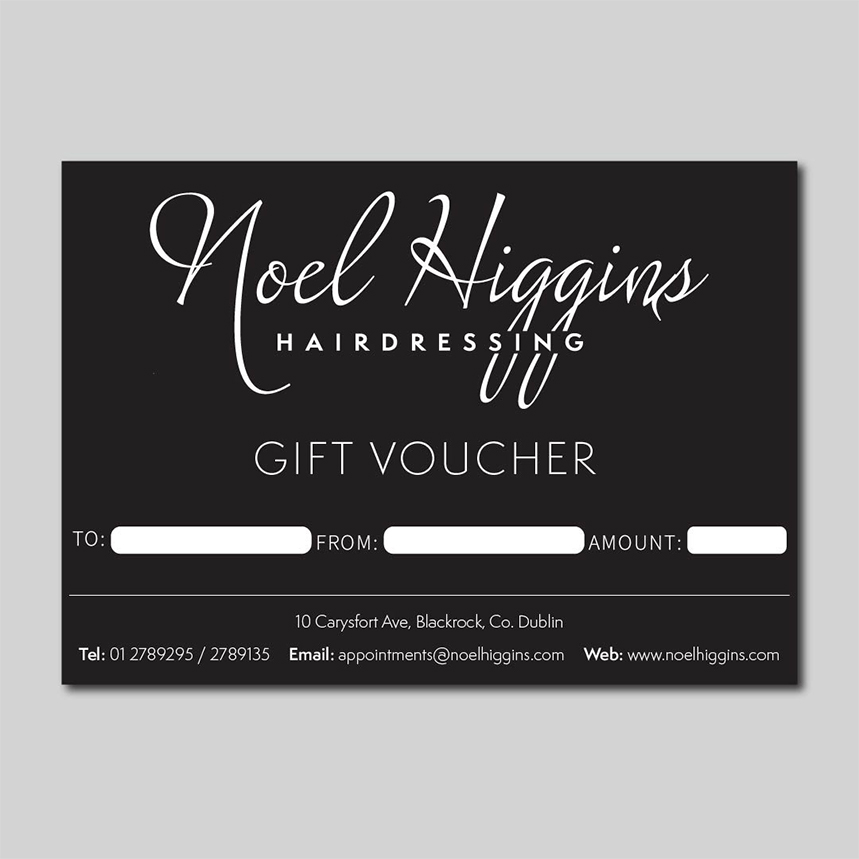 Noel Higgins
HAIRDRESSING
GIFT VOUCHER
TO: FROM: AMOUNT:
10 Carysfort Ave, Blackrock, Co. Dublin
Tel: 01 2789295 / 2789135 Email: appointments@noelhiggins.com Web: www.noelhiggins.com